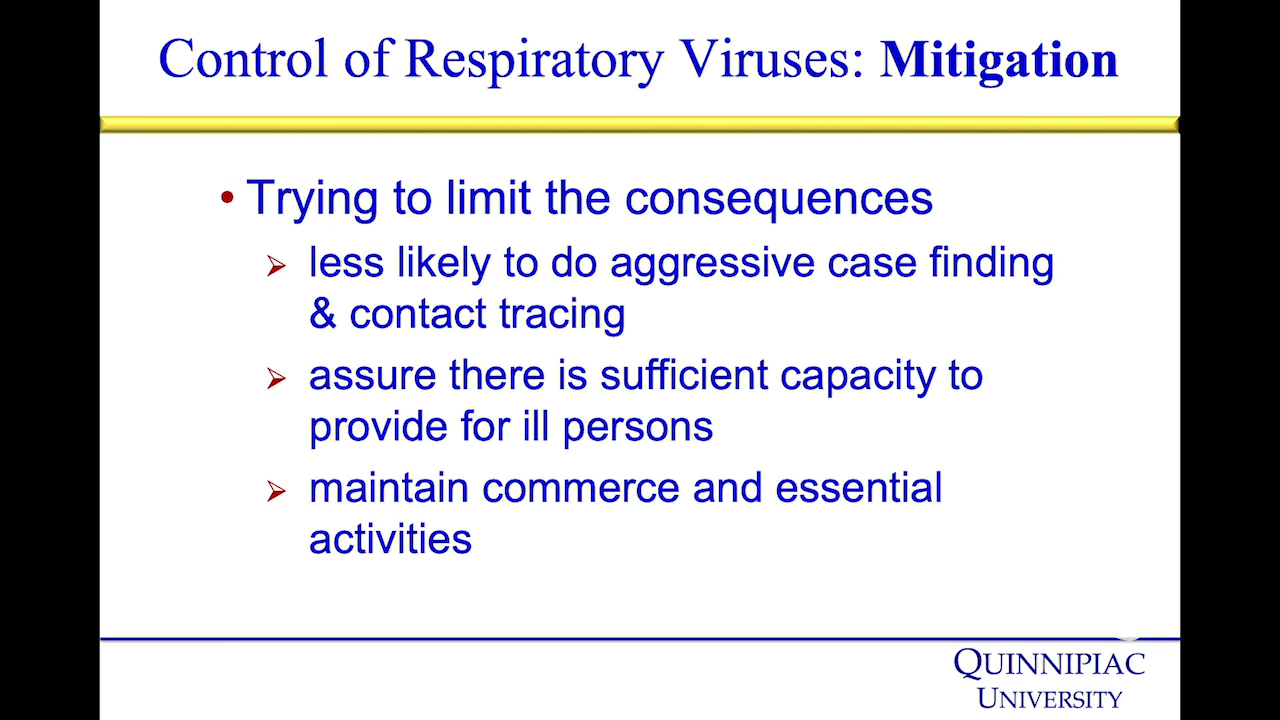 Control of Respiratory Viruses: Mitigation
• Trying to limit the consequences
➢ less likely to do aggressive case finding
& contact tracing
➢ assure there is sufficient capacity to
provide for ill persons
➢ maintain commerce and essential
activities
QUINNIPIAC
UNIVERSITY